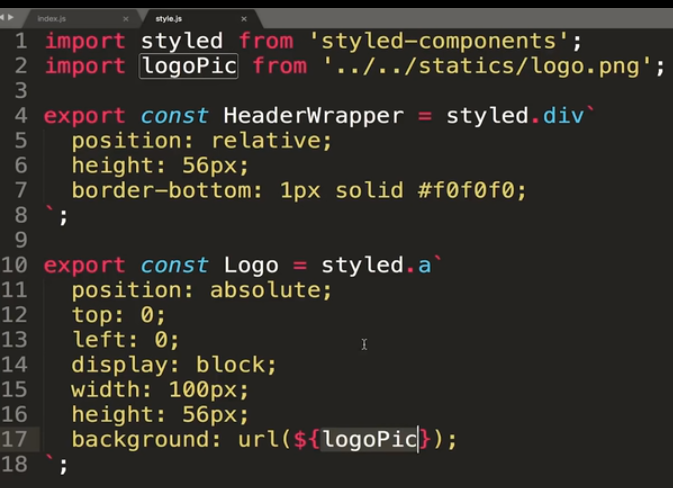 index.js × style.js ×
1 import styled from 'styled-components';
2 import logoPic from '../../statics/logo.png';
3
4 export const HeaderWrapper = styled.div`
5 position: relative;
6 height: 56px;
7 border-bottom: 1px solid #f0f0f0;
8 `;
9
10 export const Logo = styled.a`
11 position: absolute;
12 top: 0;
13 left: 0;
14 display: block;
15 width: 100px;
16 height: 56px;
17 background: url(${logoPic});
18 `;